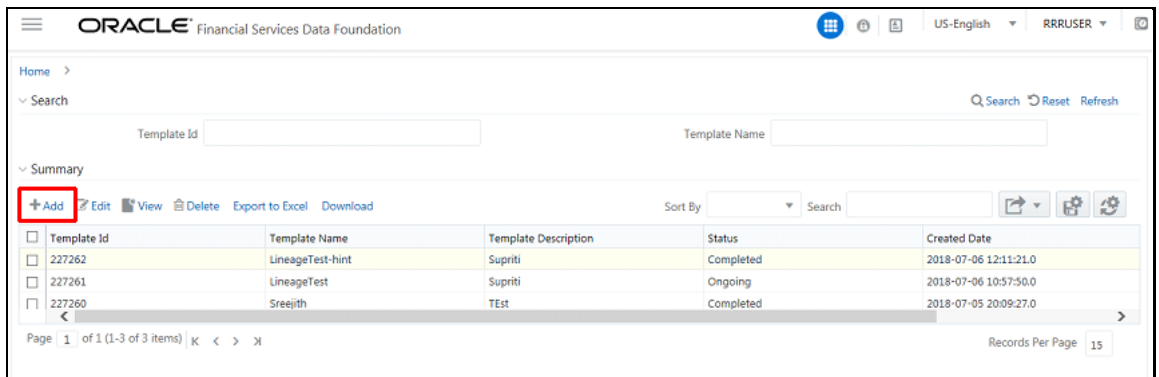 ORACLE Financial Services Data Foundation US-English RRRUSER
Home >
Search Search Reset Refresh
Template Id Template Name
Summary
+Add Edit View Delete Export to Excel Download Sort By Search
Template Id Template Name Template Description Status Created Date
227262 LineageTest-hint Supriti Completed 2018-07-06 12:11:21.0
227261 LineageTest Supriti Ongoing 2018-07-06 10:57:50.0
227260 Sreejith TEst Completed 2018-07-05 20:09:27.0
Page 1 of 1 (1-3 of 3 items) Records Per Page 15